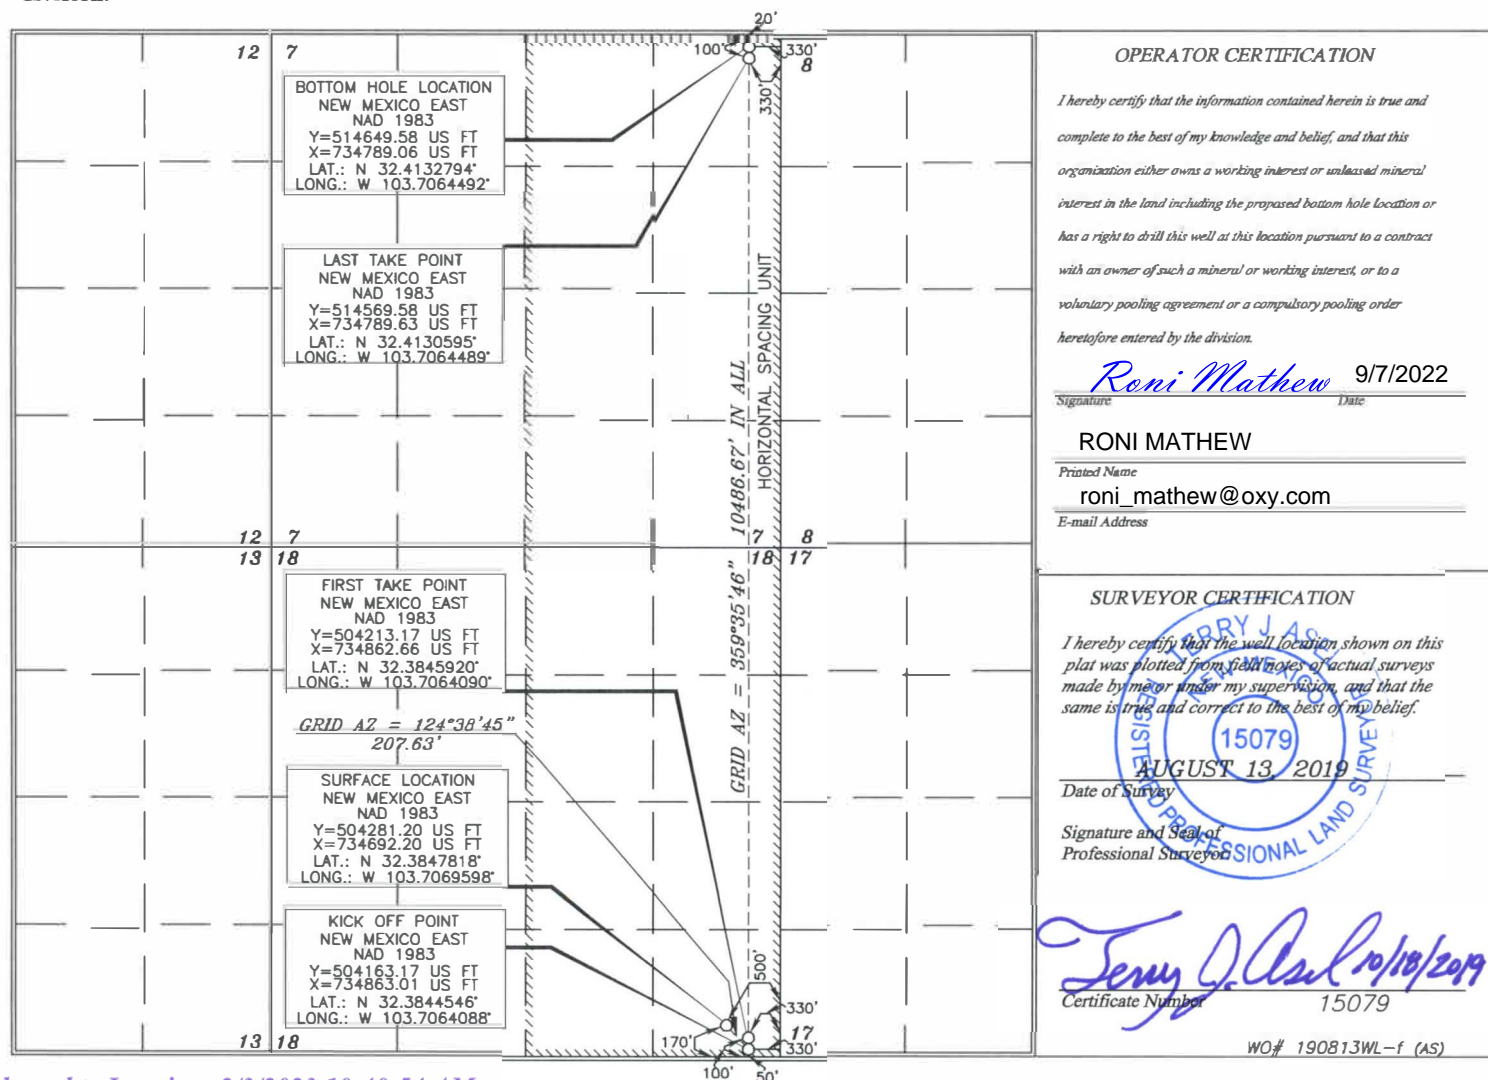 20'
12 7
100'
330'
8
BOTTOM HOLE LOCATION
NEW MEXICO EAST
NAD 1983
Y=514649.58 US FT
X=734789.06 US FT
LAT.: N 32.4132794°
LONG.: W 103.7064492°
330'
LAST TAKE POINT
NEW MEXICO EAST
NAD 1983
Y=514569.58 US FT
X=734789.63 US FT
LAT.: N 32.4130595°
LONG.: W 103.7064489°
HORIZONTAL SPACING UNIT
GRID AZ = 359°35'46" 10486.67' IN ALL
12 7
7 8
13 18
18 17
FIRST TAKE POINT
NEW MEXICO EAST
NAD 1983
Y=504213.17 US FT
X=734862.66 US FT
LAT.: N 32.3845920°
LONG.: W 103.7064090°
GRID AZ = 124°38'45"
207.63'
SURFACE LOCATION
NEW MEXICO EAST
NAD 1983
Y=504281.20 US FT
X=734692.20 US FT
LAT.: N 32.3847818°
LONG.: W 103.7069598°
KICK OFF POINT
NEW MEXICO EAST
NAD 1983
Y=504163.17 US FT
X=734863.01 US FT
LAT.: N 32.3844546°
LONG.: W 103.7064088°
500'
330'
17
170'
330'
13 18
100'
50'
OPERATOR CERTIFICATION
I hereby certify that the information contained herein is true and
complete to the best of my knowledge and belief, and that this
organization either owns a working interest or unleased mineral
interest in the land including the proposed bottom hole location or
has a right to drill this well at this location pursuant to a contract
with an owner of such a mineral or working interest, or to a
voluntary pooling agreement or a compulsory pooling order
heretofore entered by the division.
Roni Mathew 9/7/2022
Signature Date
RONI MATHEW
Printed Name
roni_mathew@oxy.com
E-mail Address
SURVEYOR CERTIFICATION
I hereby certify that the well location shown on this
plat was plotted from field notes of actual surveys
made by me or under my supervision, and that the
same is true and correct to the best of my belief.
TERRY J ASEL
NEW MEXICO
15079
REGISTERED PROFESSIONAL LAND SURVEYOR
AUGUST 13, 2019
Date of Survey
Signature and Seal of
Professional Surveyor:
Terry J. Asel 10/18/2019
Certificate Number 15079
WO# 190813WL-f (AS)